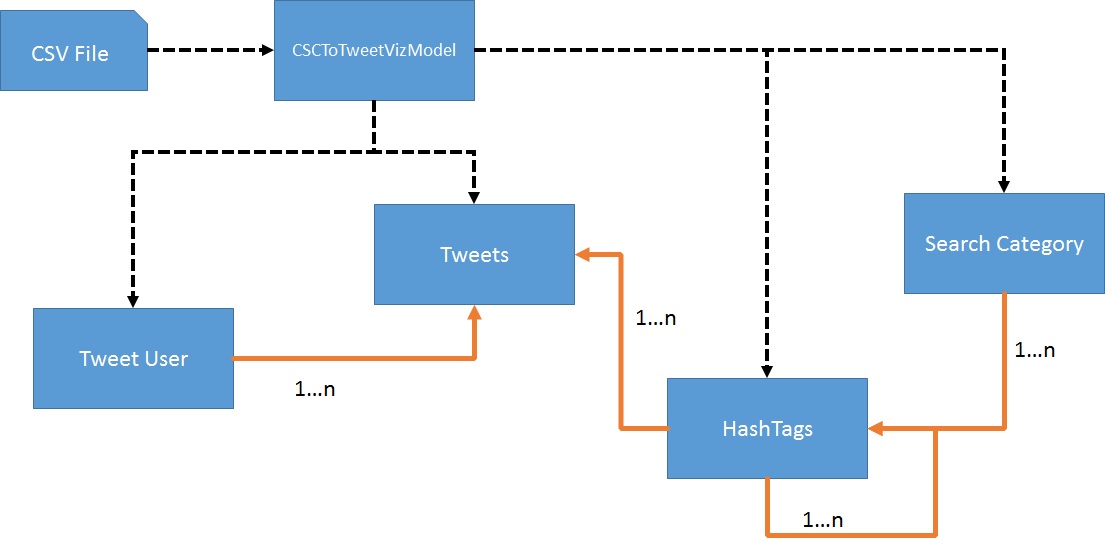 CSV File
CSCToTweetVizModel
Tweets
Search Category
1...n
1...n
Tweet User
1...n
HashTags
1...n